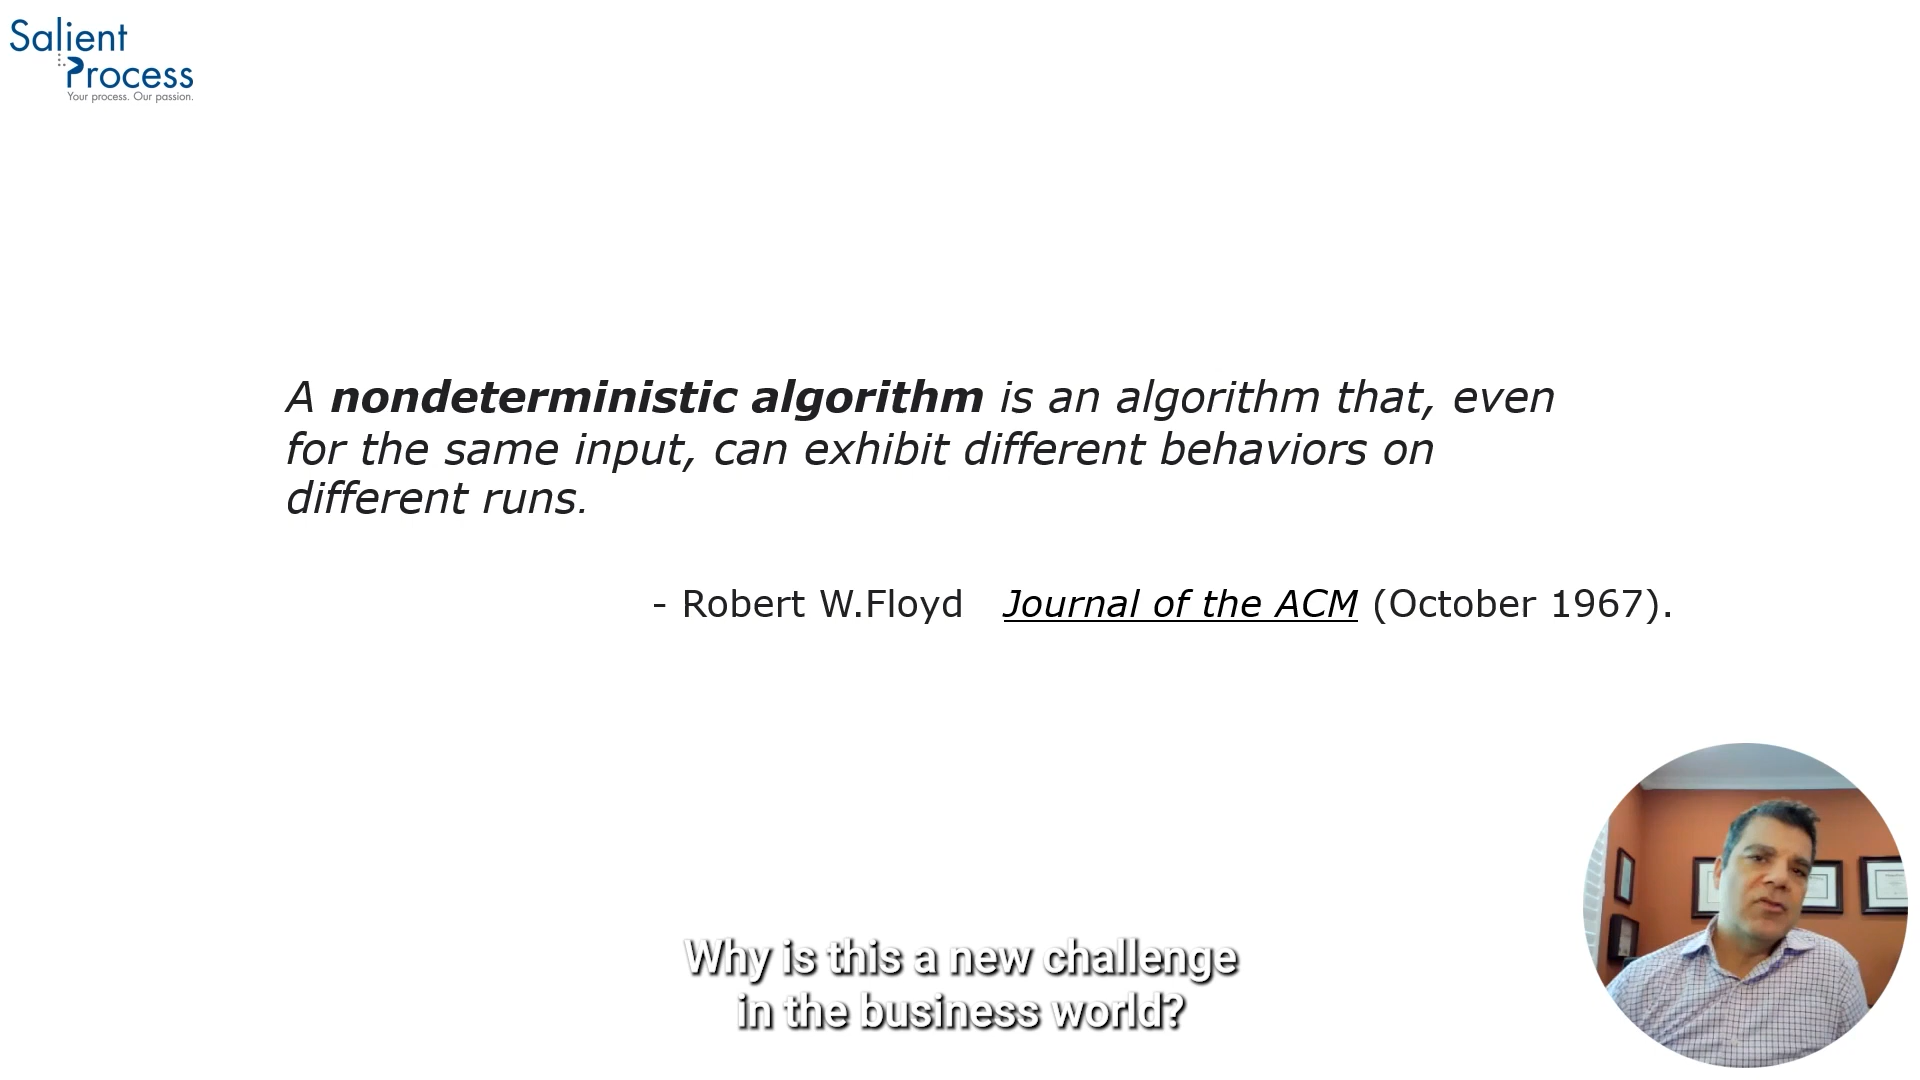 Salient
Process
Your process. Our passion.
A nondeterministic algorithm is an algorithm that, even
for the same input, can exhibit different behaviors on
different runs.
- Robert W.Floyd Journal of the ACM (October 1967).
Why is this a new challenge
in the business world?